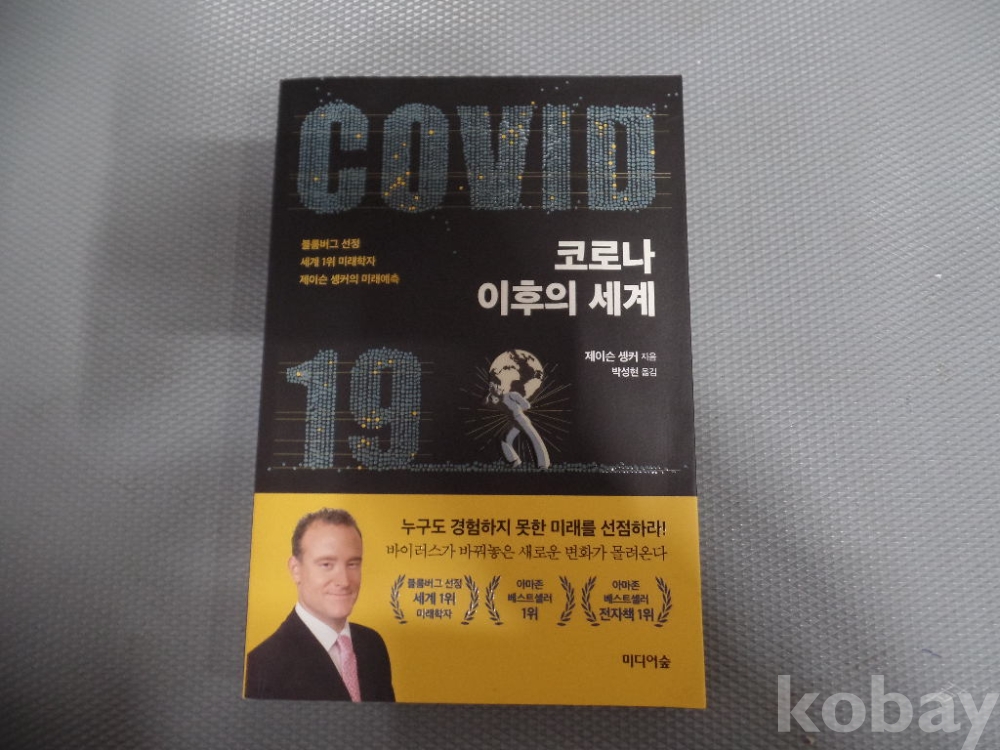 COVID
블룸버그 선정
세계 1위 미래학자
제이슨 솅커의 미래예측
코로나
이후의 세계
제이슨 솅커 지음
박성현 옮김
19
누구도 경험하지 못한 미래를 선점하라!
바이러스가 바꿔놓은 새로운 변화가 몰려온다
블룸버그 선정
세계 1위
미래학자
아마존
베스트셀러
1위
아마존
베스트셀러
전자책 1위
미디어숲
kobay